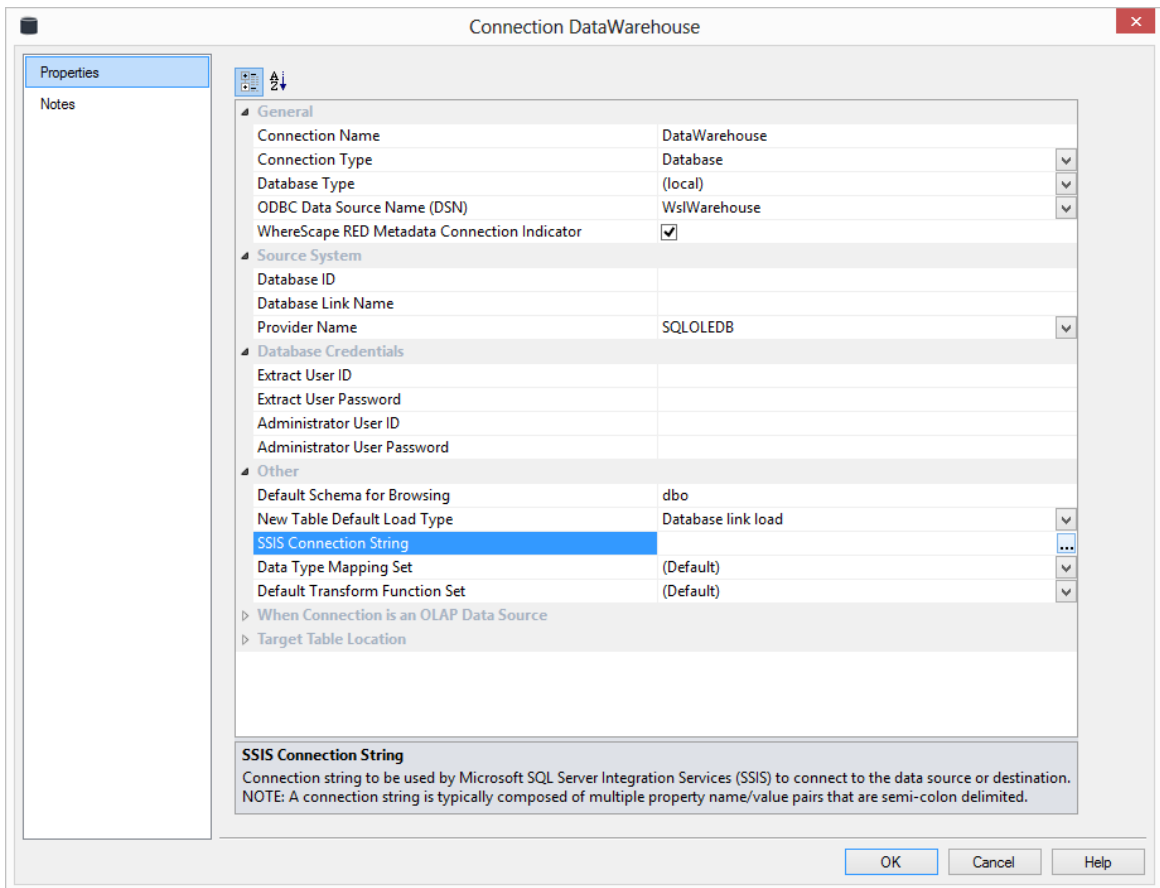 Connection DataWarehouse
Properties
Notes
General
Connection Name DataWarehouse
Connection Type Database
Database Type (local)
ODBC Data Source Name (DSN) WslWarehouse
WhereScape RED Metadata Connection Indicator
Source System
Database ID
Database Link Name
Provider Name SQLOLEDB
Database Credentials
Extract User ID
Extract User Password
Administrator User ID
Administrator User Password
Other
Default Schema for Browsing dbo
New Table Default Load Type Database link load
SSIS Connection String ...
Data Type Mapping Set (Default)
Default Transform Function Set (Default)
When Connection is an OLAP Data Source
Target Table Location
SSIS Connection String
Connection string to be used by Microsoft SQL Server Integration Services (SSIS) to connect to the data source or destination.
NOTE: A connection string is typically composed of multiple property name/value pairs that are semi-colon delimited.
OK Cancel Help